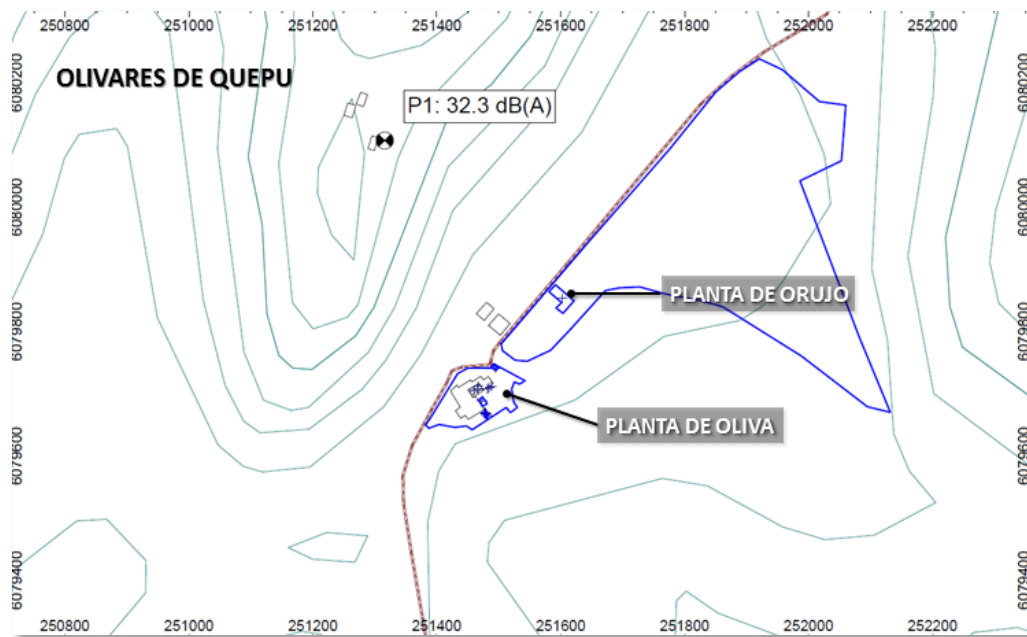 250800 251000 251200 251400 251600 251800 252000 252200
6080200 6080200
OLIVARES DE QUEPU
P1: 32.3 dB(A)
6080000 6080000
PLANTA DE ORUJO
6079800 6079800
PLANTA DE OLIVA
6079600 6079600
6079400 6079400
250800 251000 251200 251400 251600 251800 252000 252200